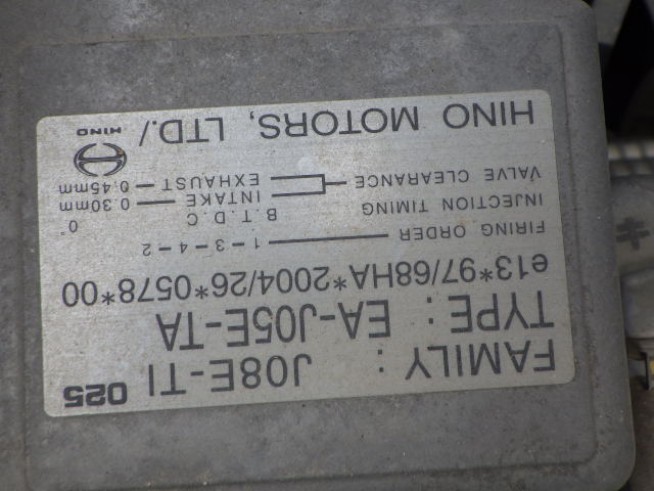 FAMILY : J08E-TI 025
TYPE : EA-J05E-TA
e13*97/68HA*2004/26*0578*00
FIRING ORDER 1-3-4-2
INJECTION TIMING B.T.D.C 0°
VALVE CLEARANCE INTAKE 0.30mm
EXHAUST 0.45mm
HINO MOTORS, LTD./
HINO